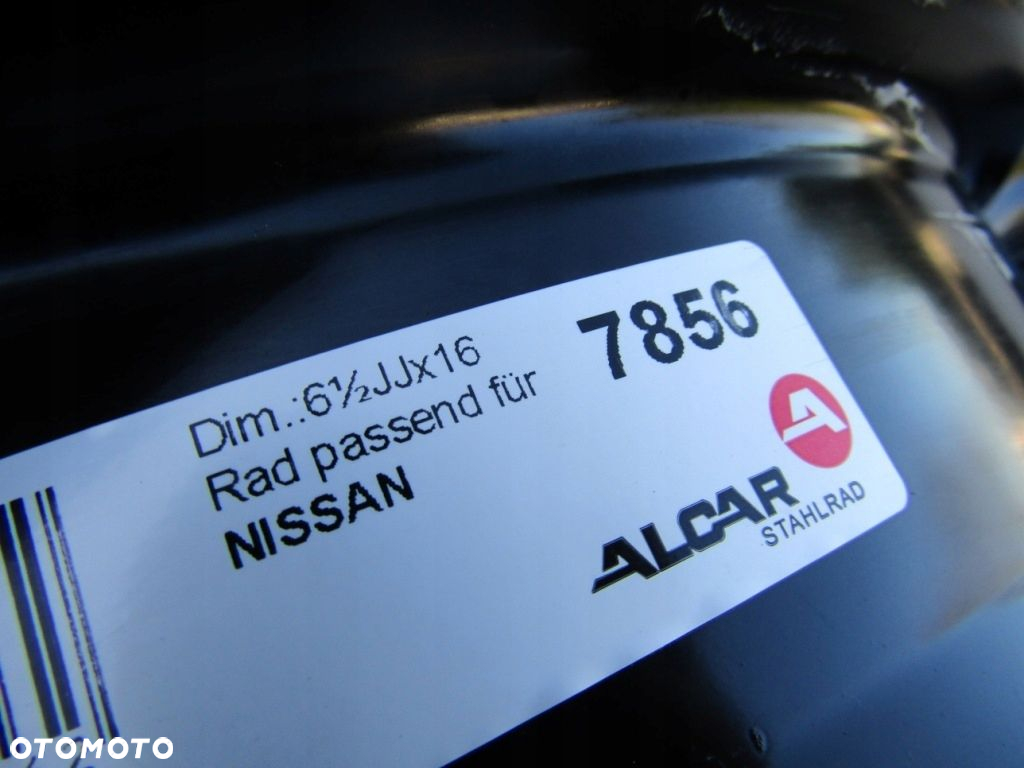 Dim.:6½JJx16
Rad passend für
NISSAN
7856
A
ALCAR
STAHLRAD
OTOMOTO